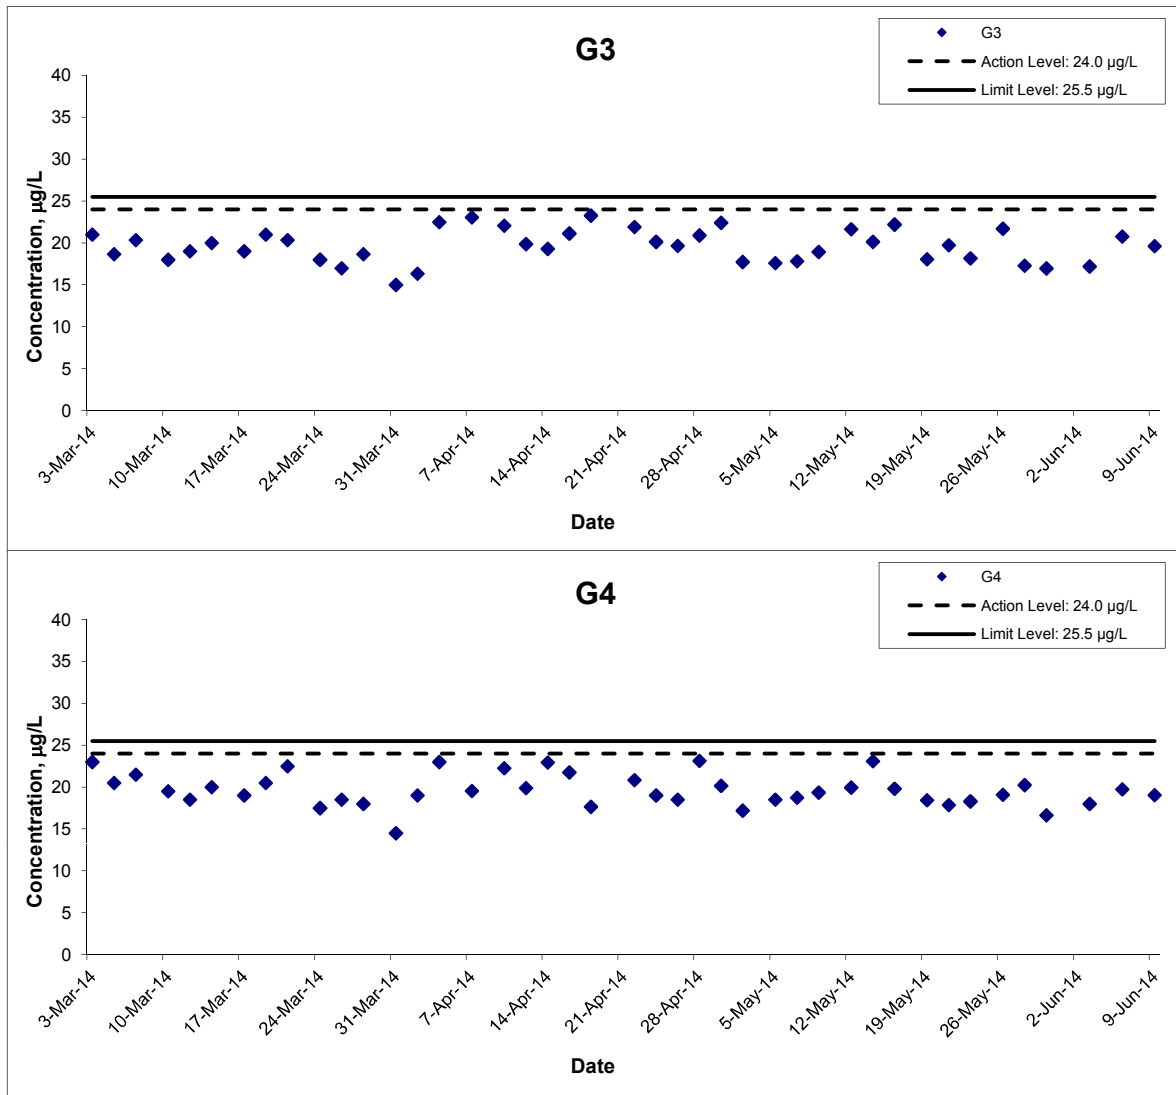 G3
G3
Action Level: 24.0 µg/L
Limit Level: 25.5 µg/L
40
35
30
25
20
15
10
5
0
Concentration, µg/L
3-Mar-14
10-Mar-14
17-Mar-14
24-Mar-14
31-Mar-14
7-Apr-14
14-Apr-14
21-Apr-14
28-Apr-14
5-May-14
12-May-14
19-May-14
26-May-14
2-Jun-14
9-Jun-14
Date
G4
G4
Action Level: 24.0 µg/L
Limit Level: 25.5 µg/L
40
35
30
25
20
15
10
5
0
Concentration, µg/L
3-Mar-14
10-Mar-14
17-Mar-14
24-Mar-14
31-Mar-14
7-Apr-14
14-Apr-14
21-Apr-14
28-Apr-14
5-May-14
12-May-14
19-May-14
26-May-14
2-Jun-14
9-Jun-14
Date